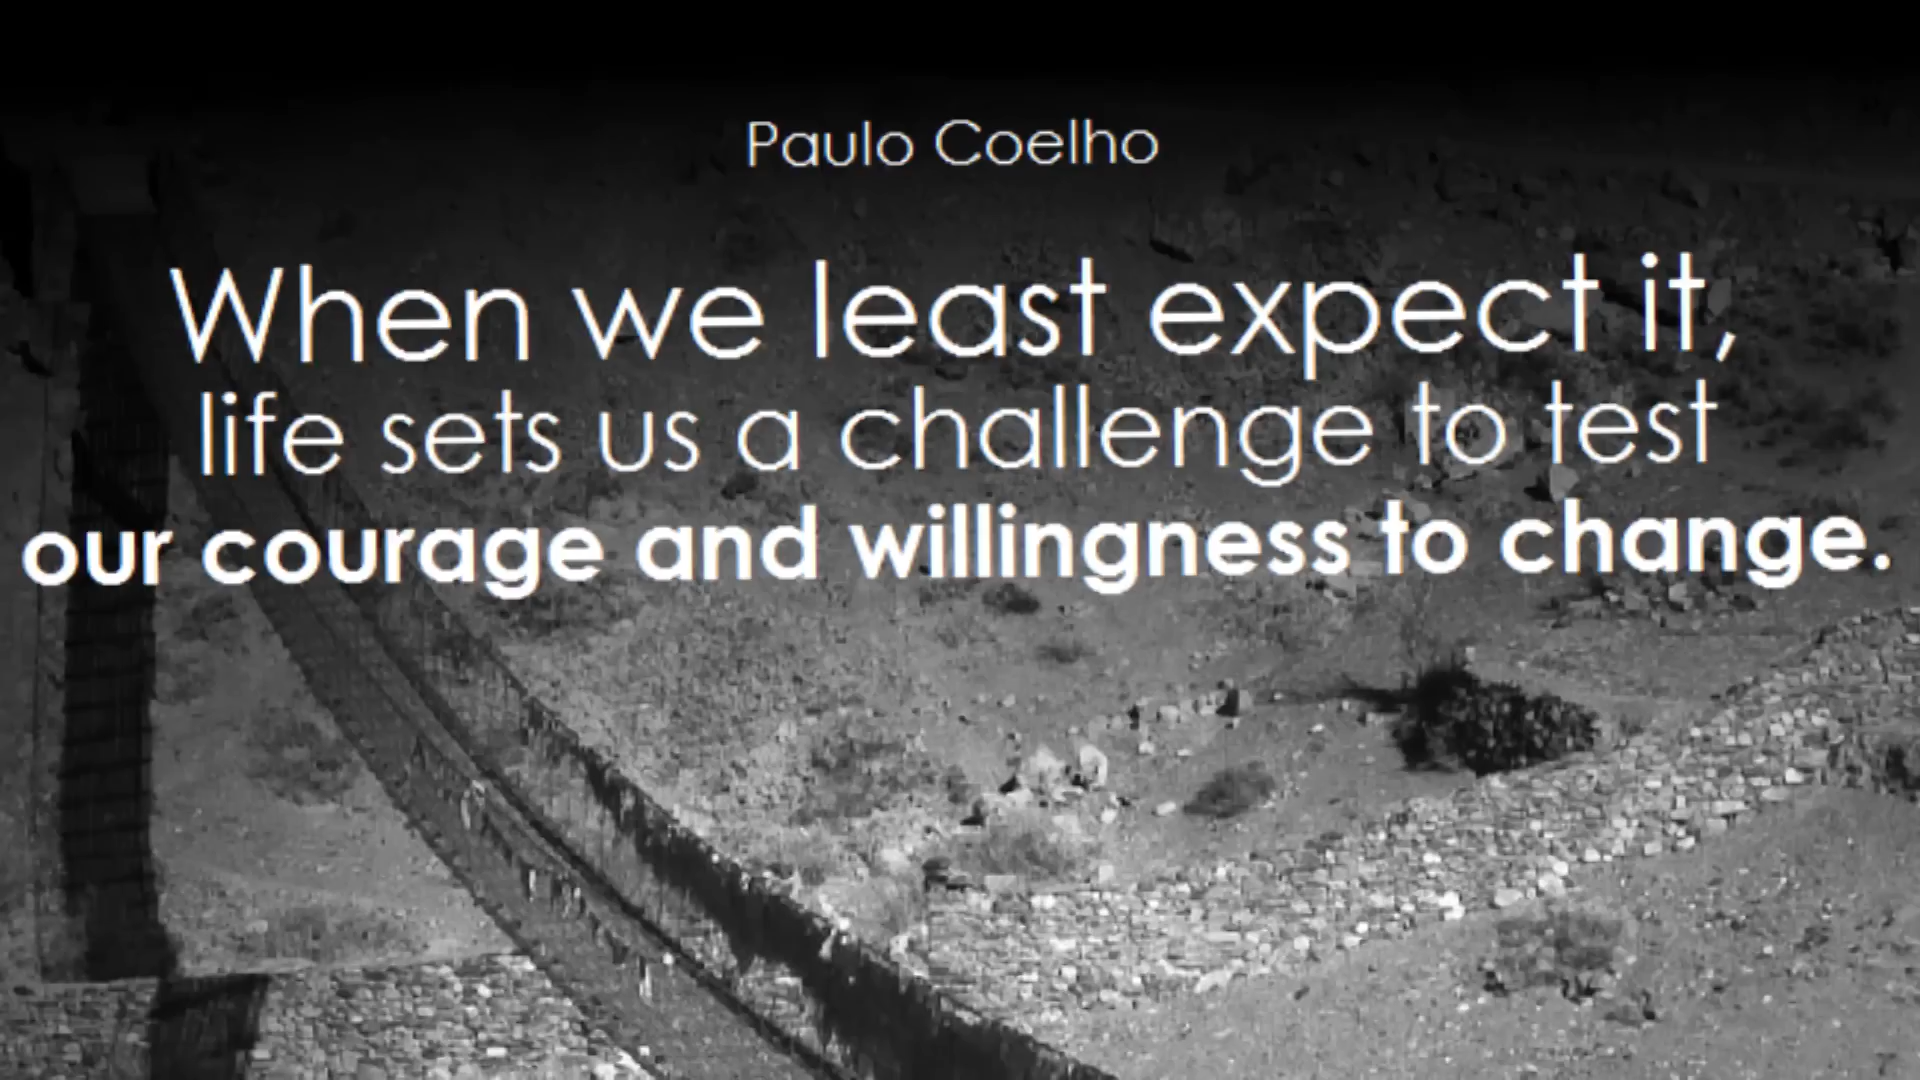 Paulo Coelho
When we least expect it,
life sets us a challenge to test
our courage and willingness to change.